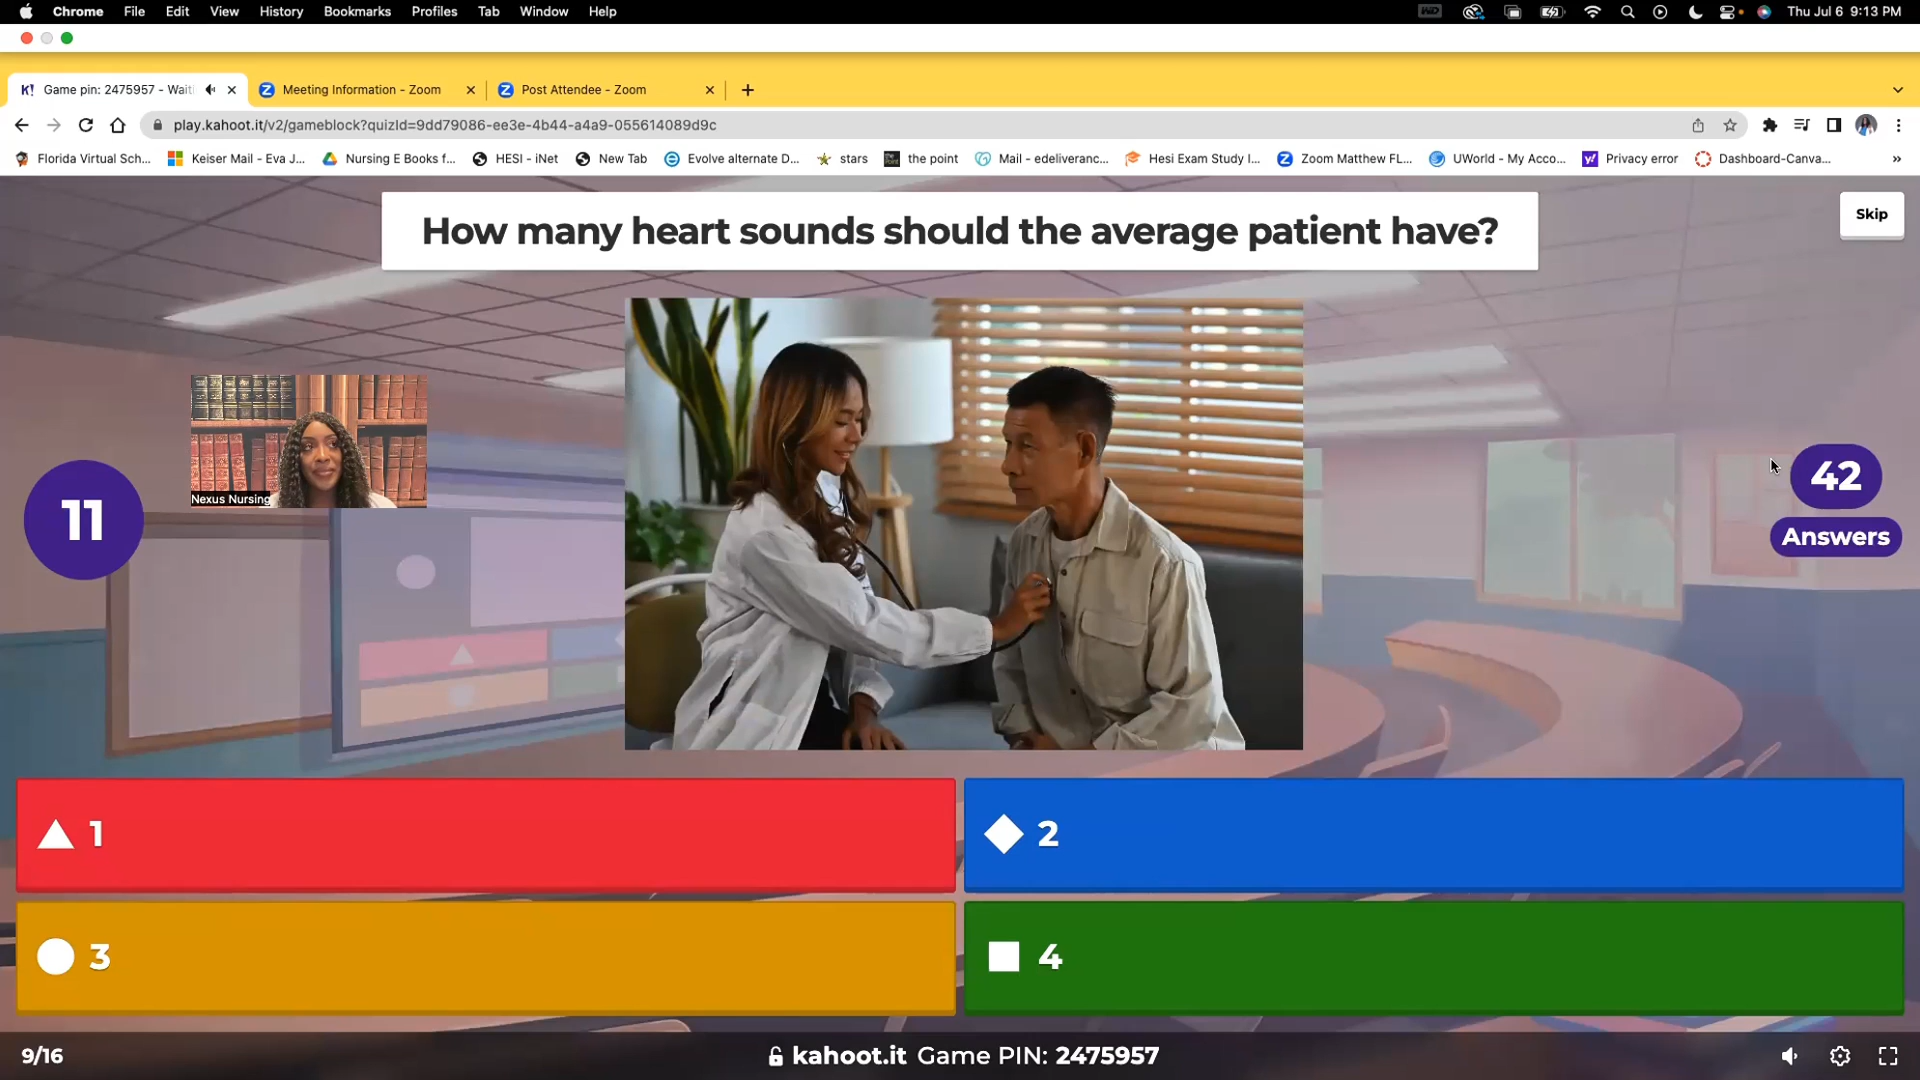 Chrome File Edit View History Bookmarks Profiles Tab Window Help
Thu Jul 6 9:13 PM
K! Game pin: 2475957 - Wait
Meeting Information - Zoom
Post Attendee - Zoom
play.kahoot.it/v2/gameblock?quizId=9dd79086-ee3e-4b44-a4a9-055614089d9c
Florida Virtual Sch... Keiser Mail - Eva J... Nursing E Books f... HESI - iNet New Tab Evolve alternate D... stars the point Mail - edeliveranc... Hesi Exam Study I... Zoom Matthew FL... UWorld - My Acco... Privacy error Dashboard-Canva... »
How many heart sounds should the average patient have?
Skip
Nexus Nursing
11
42
Answers
1
2
3
4
9/16
kahoot.it Game PIN: 2475957